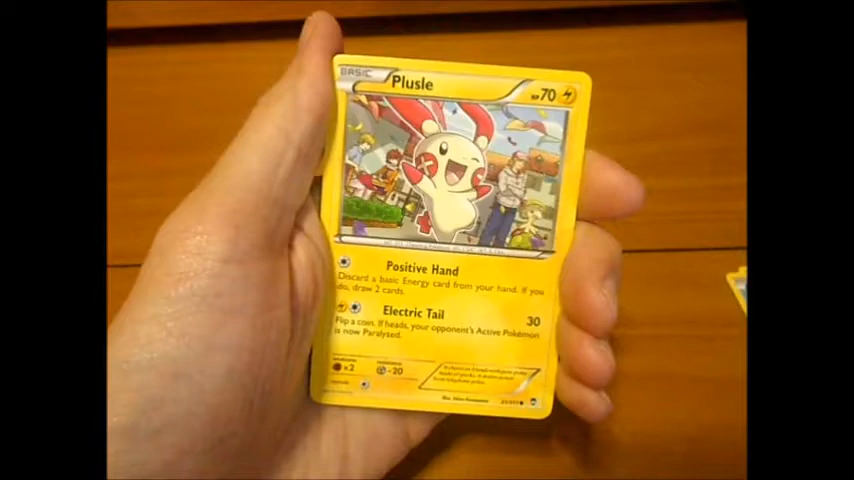 BASIC
Plusle
HP70
Positive Hand
Discard a basic Energy card from your hand. If you
do, draw 2 cards.
Electric Tail 30
Flip a coin. If heads, your opponent's Active Pokémon
is now Paralysed.
weakness
×2
resistance
-20
retreat